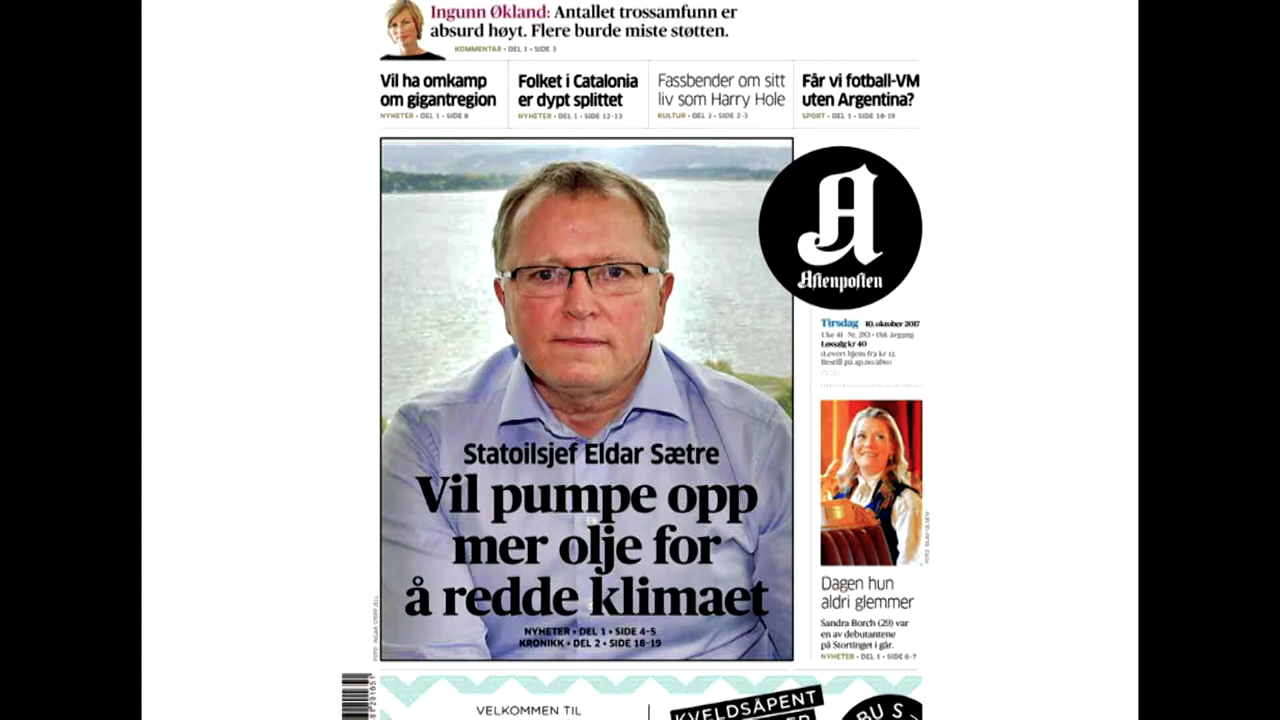 Ingunn Økland: Antallet trossamfunn er
absurd høyt. Flere burde miste støtten.
KOMMENTAR • DEL 1 • SIDE 3
Vil ha omkamp
om gigantregion
NYHETER • DEL 1 • SIDE 8
Folket i Catalonia
er dypt splittet
NYHETER • DEL 1 • SIDE 12-13
Fassbender om sitt
liv som Harry Hole
KULTUR • DEL 2 • SIDE 2-3
Får vi fotball-VM
uten Argentina?
SPORT • DEL 1 • SIDE 18-19
A
Aftenposten
Tirsdag 10. oktober 2017
Løssalg kr 40
Statoilsjef Eldar Sætre
Vil pumpe opp
mer olje for
å redde klimaet
NYHETER • DEL 1 • SIDE 4-5
KRONIKK • DEL 2 • SIDE 18-19
Dagen hun
aldri glemmer
Sandra Borch (29) var
en av debutantene
på Stortinget i går.
NYHETER • DEL 1 • SIDE 6-7
VELKOMMEN TIL
KVELDSÅPENT
BUS